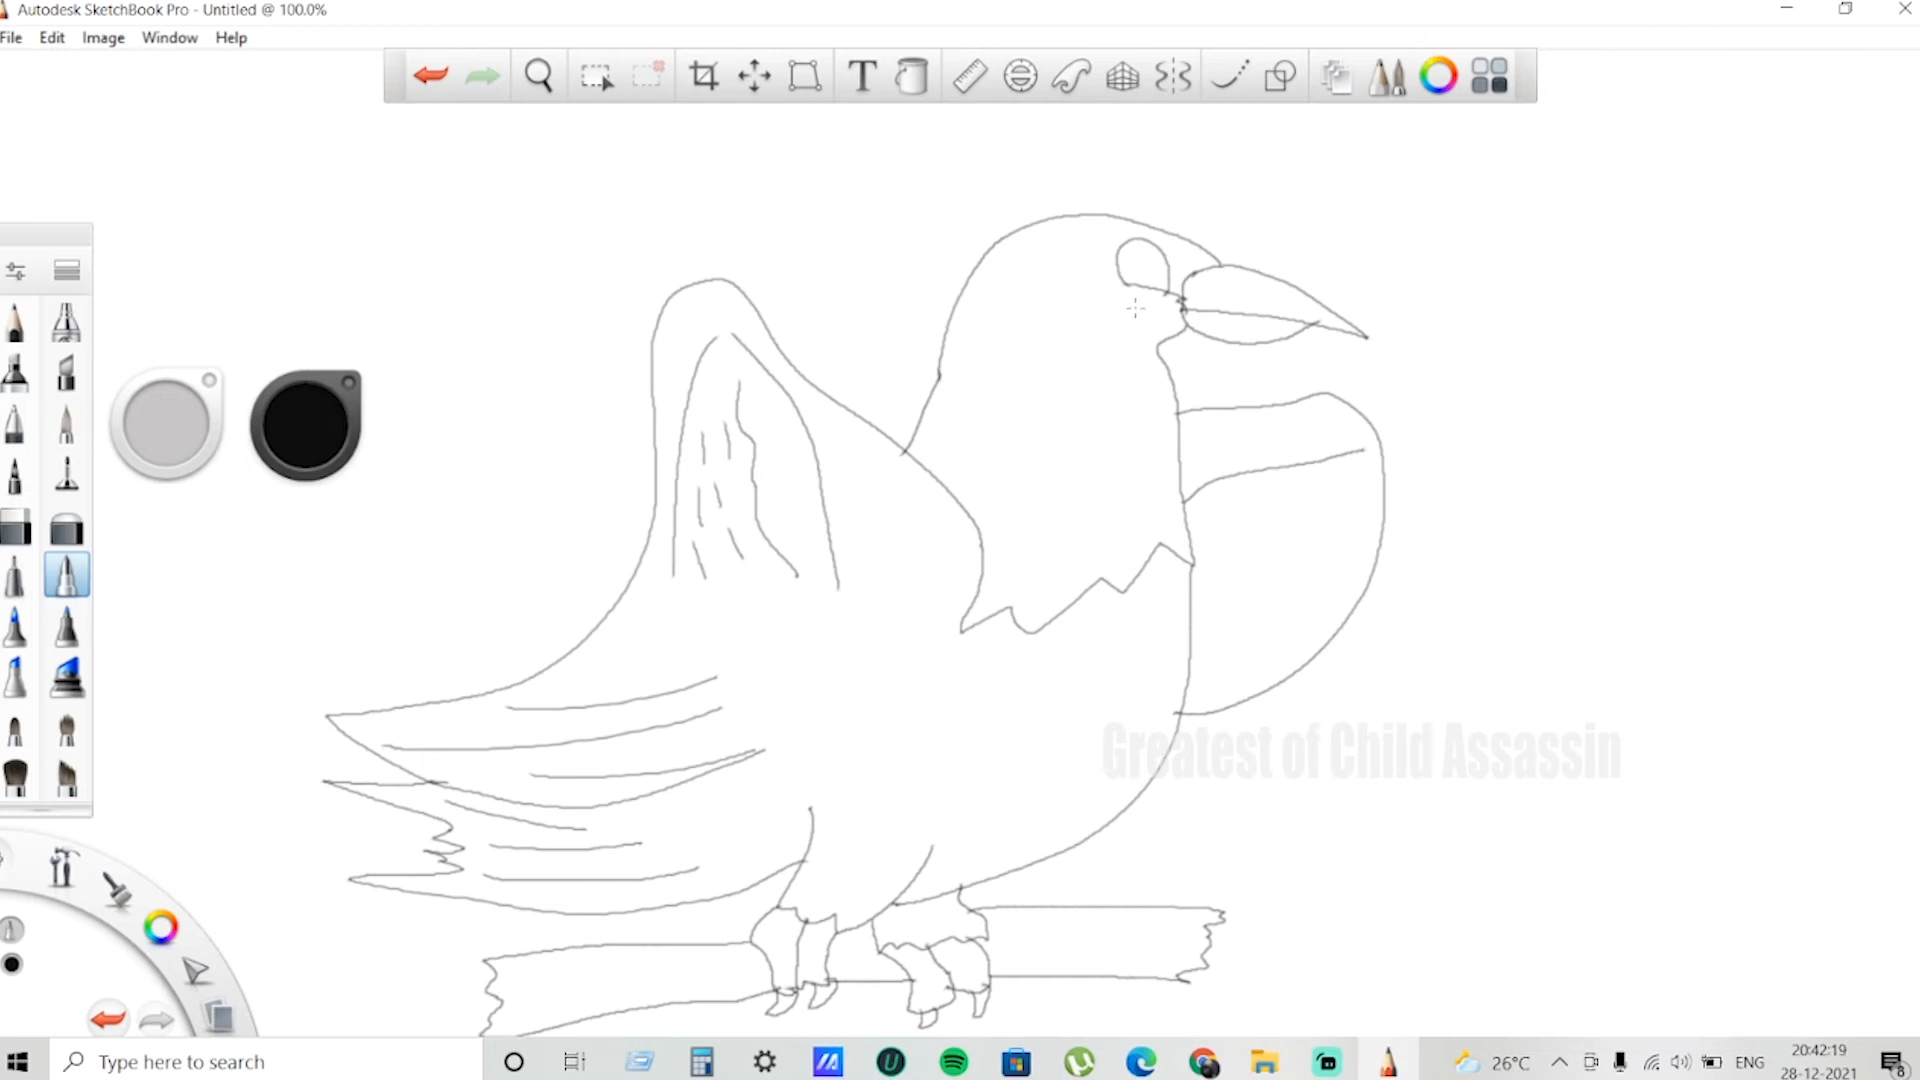 Autodesk SketchBook Pro - Untitled @ 100.0%
File Edit Image Window Help
T
Greatest of Child Assassin
Type here to search
26°C
ENG
20:42:19
28-12-2021
8